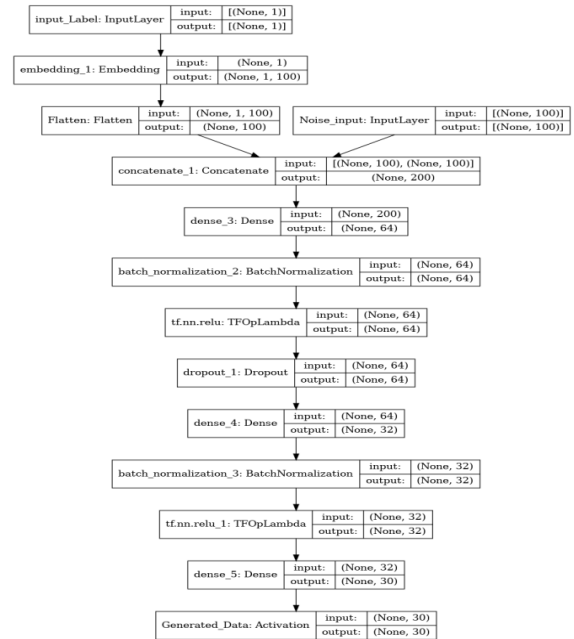 input_Label: InputLayer input: [(None, 1)]
output: [(None, 1)]
embedding_1: Embedding input: (None, 1)
output: (None, 1, 100)
Flatten: Flatten input: (None, 1, 100)
output: (None, 100)
Noise_input: InputLayer input: [(None, 100)]
output: [(None, 100)]
concatenate_1: Concatenate input: [(None, 100), (None, 100)]
output: (None, 200)
dense_3: Dense input: (None, 200)
output: (None, 64)
batch_normalization_2: BatchNormalization input: (None, 64)
output: (None, 64)
tf.nn.relu: TFOpLambda input: (None, 64)
output: (None, 64)
dropout_1: Dropout input: (None, 64)
output: (None, 64)
dense_4: Dense input: (None, 64)
output: (None, 32)
batch_normalization_3: BatchNormalization input: (None, 32)
output: (None, 32)
tf.nn.relu_1: TFOpLambda input: (None, 32)
output: (None, 32)
dense_5: Dense input: (None, 32)
output: (None, 30)
Generated_Data: Activation input: (None, 30)
output: (None, 30)